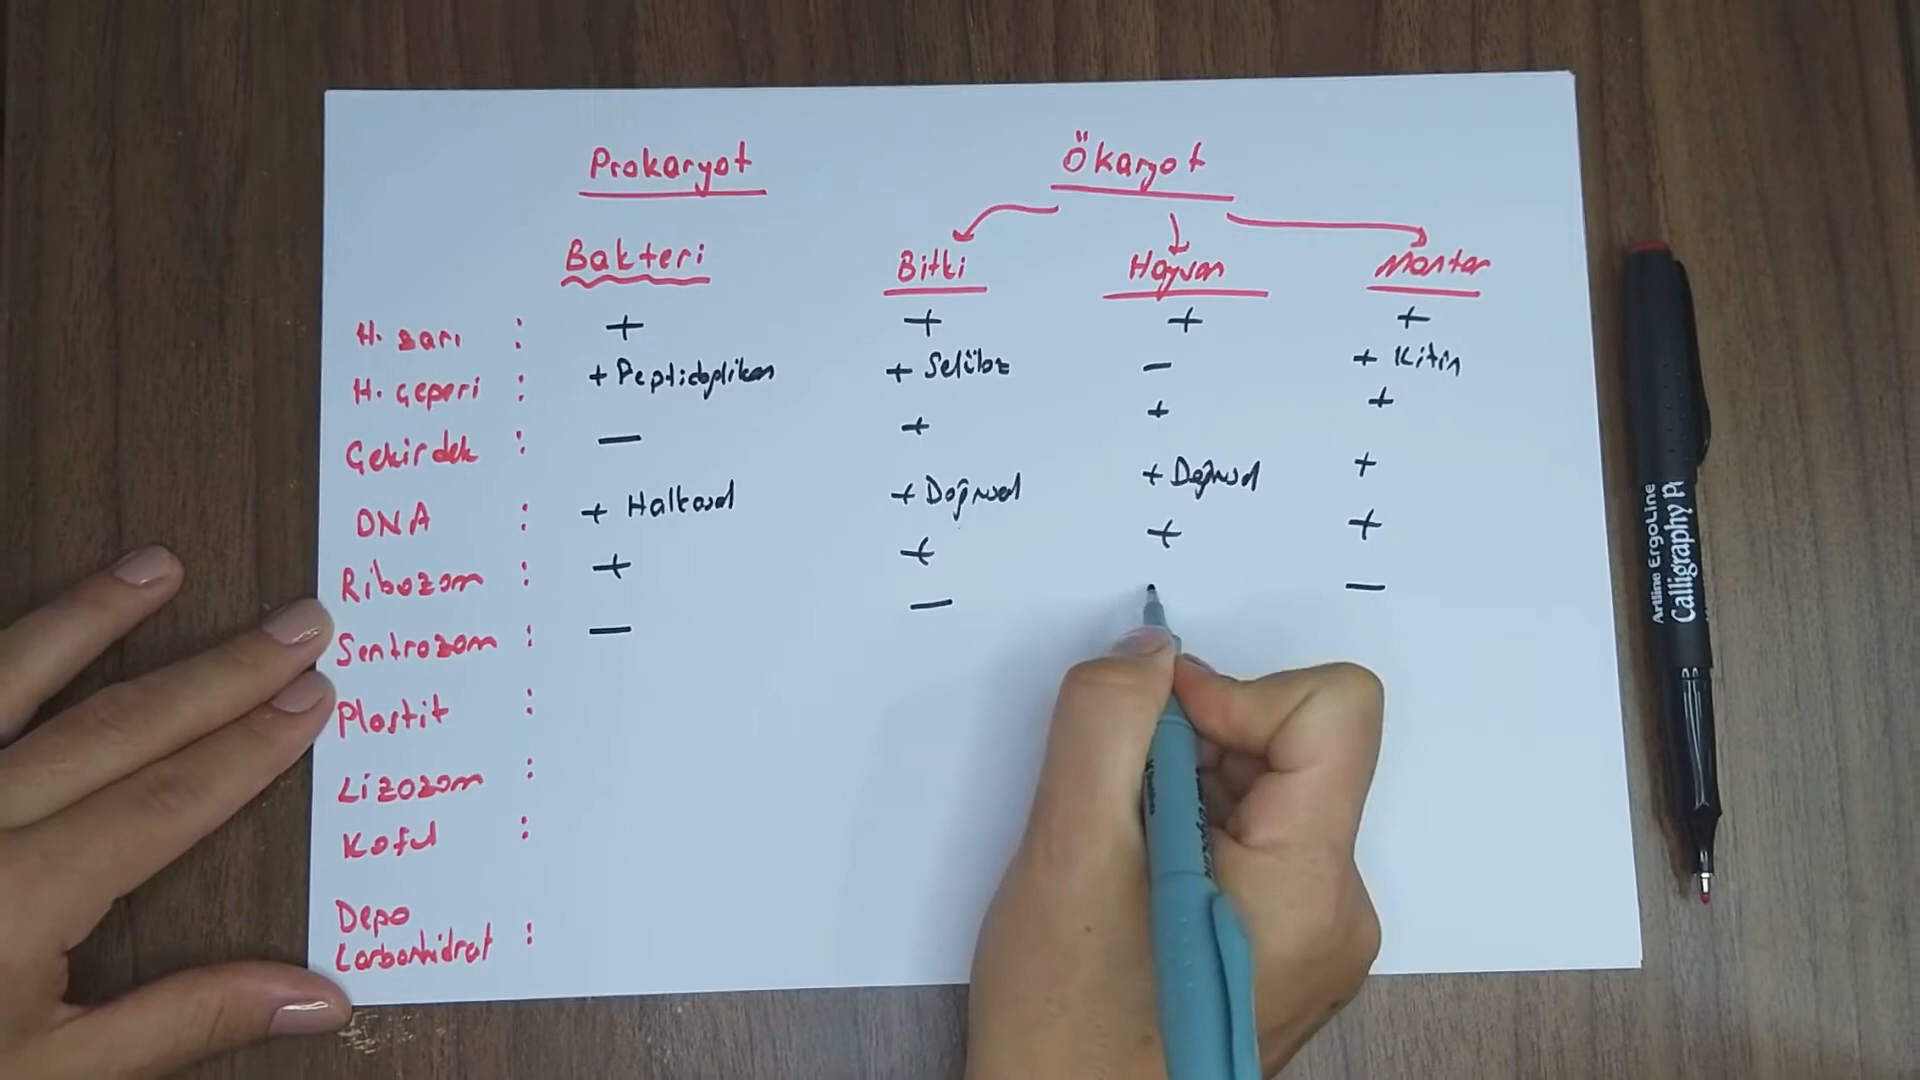 Prokaryot Ökaryot
Bakteri Bitki Hayvan Mantar
H. zarı : + + + +
H. çeperi : + Peptidoglikan + Selüloz − + Kitin
Çekirdek : − + + +
DNA : + Halkasal + Doğrusal + Doğrusal +
Ribozom : + + + +
Sentrozom : − − −
Plastit :
Lizozom :
Koful :
Depo
karbonhidrat :
Artline ErgoLine
Calligraphy P